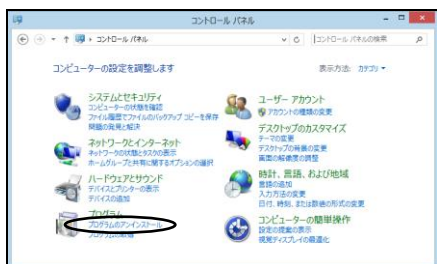 コントロール パネル
コントロール パネル
コントロール パネルの検索
コンピューターの設定を調整します
表示方法: カテゴリ
システムとセキュリティ
コンピューターの状態を確認
ファイル履歴でファイルのバックアップ コピーを保存
問題の発見と解決
ネットワークとインターネット
ネットワークの状態とタスクの表示
ホームグループと共有に関するオプションの選択
ハードウェアとサウンド
デバイスとプリンターの表示
デバイスの追加
プログラム
プログラムのアンインストール
ユーザー アカウント
アカウントの種類の変更
デスクトップのカスタマイズ
テーマの変更
デスクトップの背景の変更
画面の解像度の調整
時計、言語、および地域
言語の追加
入力方法の変更
日付、時刻、または数値の形式の変更
コンピューターの簡単操作
設定の提案の表示
視覚ディスプレイの最適化